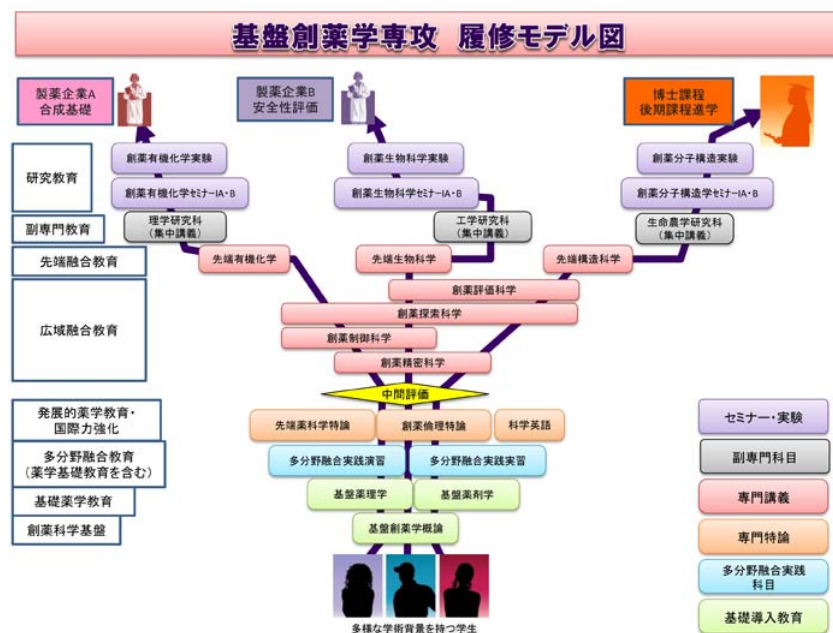 基盤創薬学専攻 履修モデル図
製薬企業A
合成基礎
製薬企業B
安全性評価
博士課程
後期課程進学
研究教育
創薬有機化学実験
創薬生物科学実験
創薬分子構造実験
創薬有機化学セミナーIA・B
創薬生物科学セミナーIA・B
創薬分子構造学セミナーIA・B
副専門教育
理学研究科
(集中講義)
工学研究科
(集中講義)
生命農学研究科
(集中講義)
先端融合教育
先端有機化学
先端生物科学
先端構造科学
広域融合教育
創薬評価科学
創薬探索科学
創薬制御科学
創薬精密科学
中間評価
発展的薬学教育・
国際力強化
先端薬科学特論
創薬倫理特論
科学英語
多分野融合教育
(薬学基礎教育を含む)
多分野融合実践演習
多分野融合実践実習
基礎薬学教育
基盤薬理学
基盤薬剤学
創薬科学基盤
基盤創薬学概論
多様な学術背景を持つ学生
セミナー・実験
副専門科目
専門講義
専門特論
多分野融合実践
科目
基礎導入教育